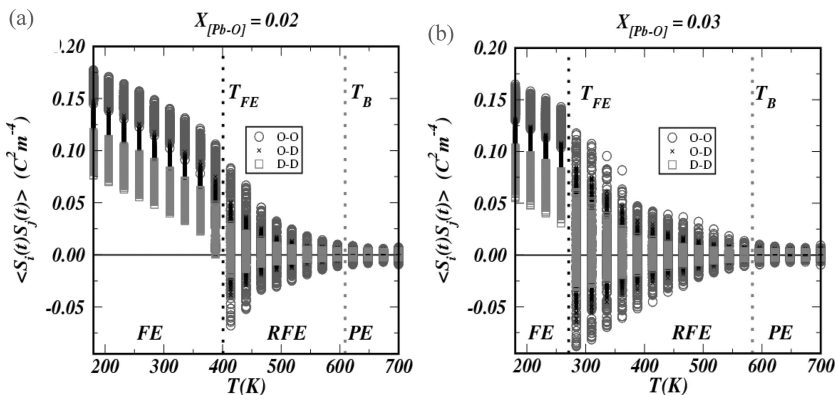 (a)
X[Pb-O] = 0.02
<Si(t)Sj(t)> (C²m⁻⁴)
0.20
0.15
0.10
0.05
0.00
-0.05
TFE
TB
O-O
O-D
D-D
FE
RFE
PE
200
300
400
500
600
700
T(K)
(b)
X[Pb-O] = 0.03
<Si(t)Sj(t)> (C²m⁻⁴)
0.20
0.15
0.10
0.05
0.00
-0.05
TFE
TB
O-O
O-D
D-D
FE
RFE
PE
200
300
400
500
600
700
T(K)